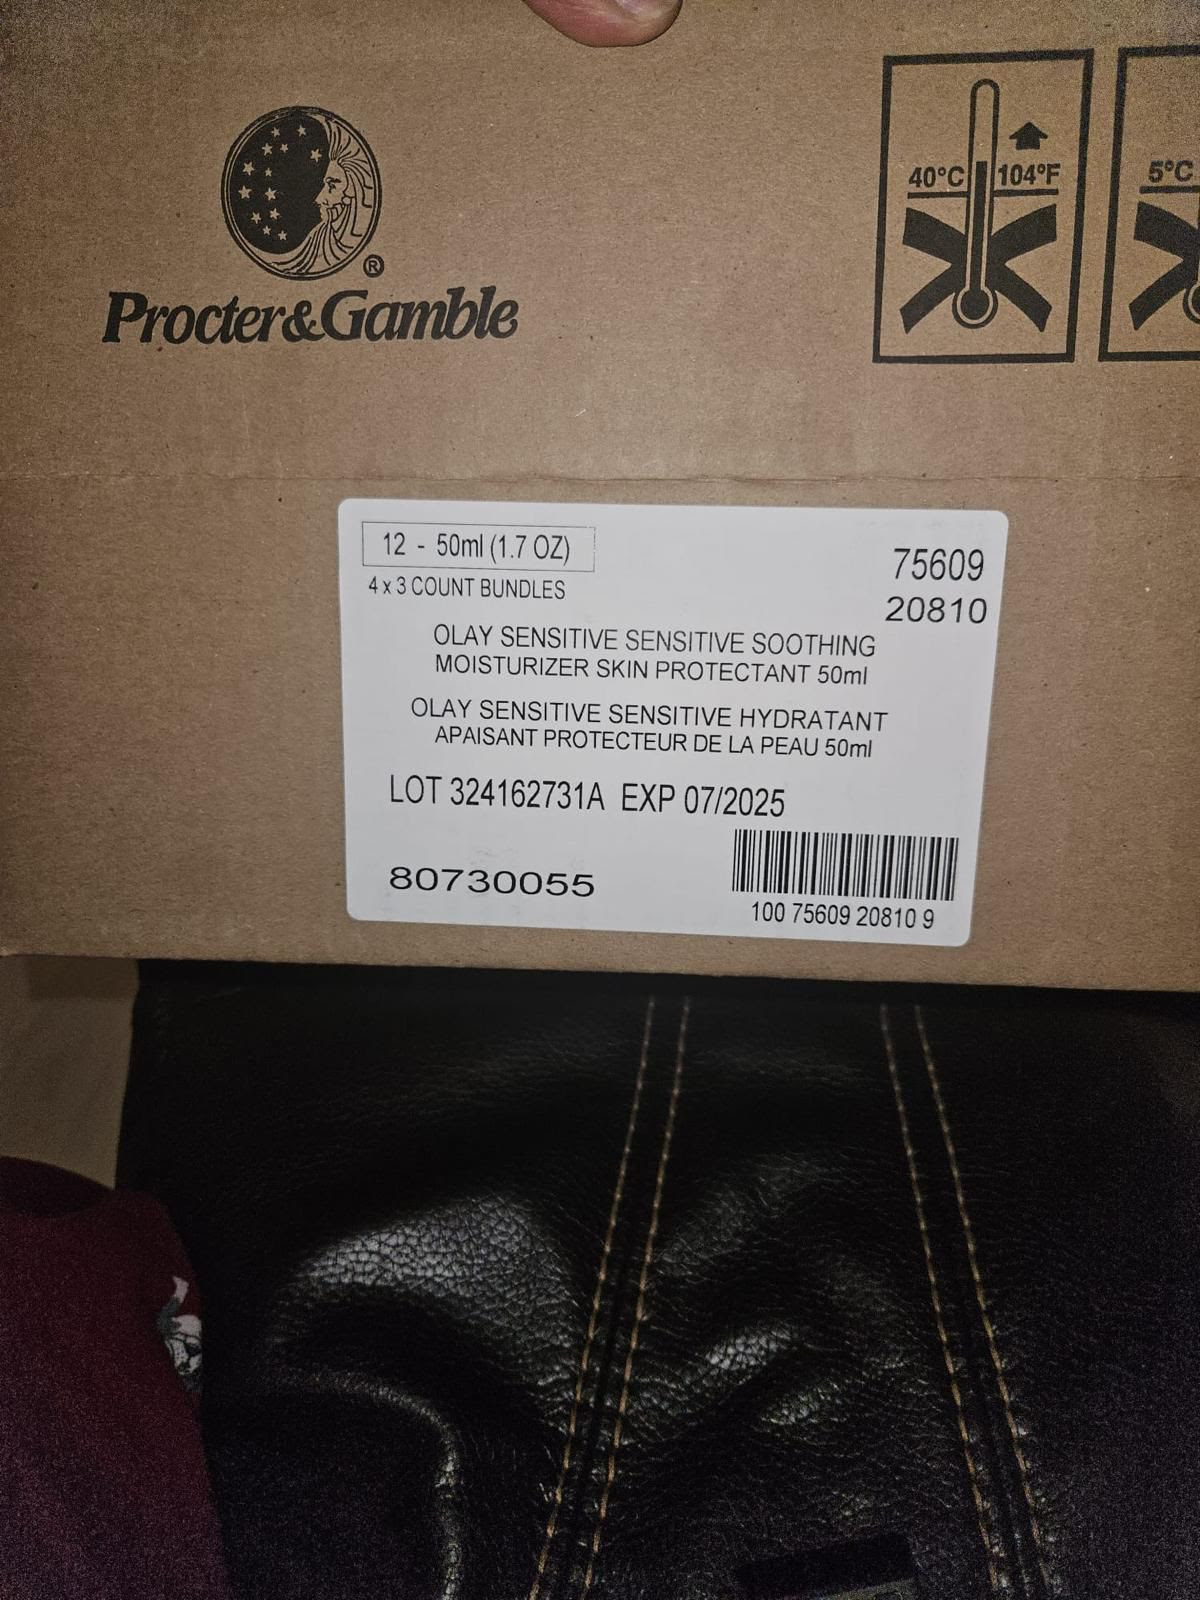 Procter&Gamble
®
40°C 104°F
5°C
12 - 50ml (1.7 OZ)
4 x 3 COUNT BUNDLES
75609
20810
OLAY SENSITIVE SENSITIVE SOOTHING
MOISTURIZER SKIN PROTECTANT 50ml
OLAY SENSITIVE SENSITIVE HYDRATANT
APAISANT PROTECTEUR DE LA PEAU 50ml
LOT 324162731A EXP 07/2025
80730055
100 75609 20810 9